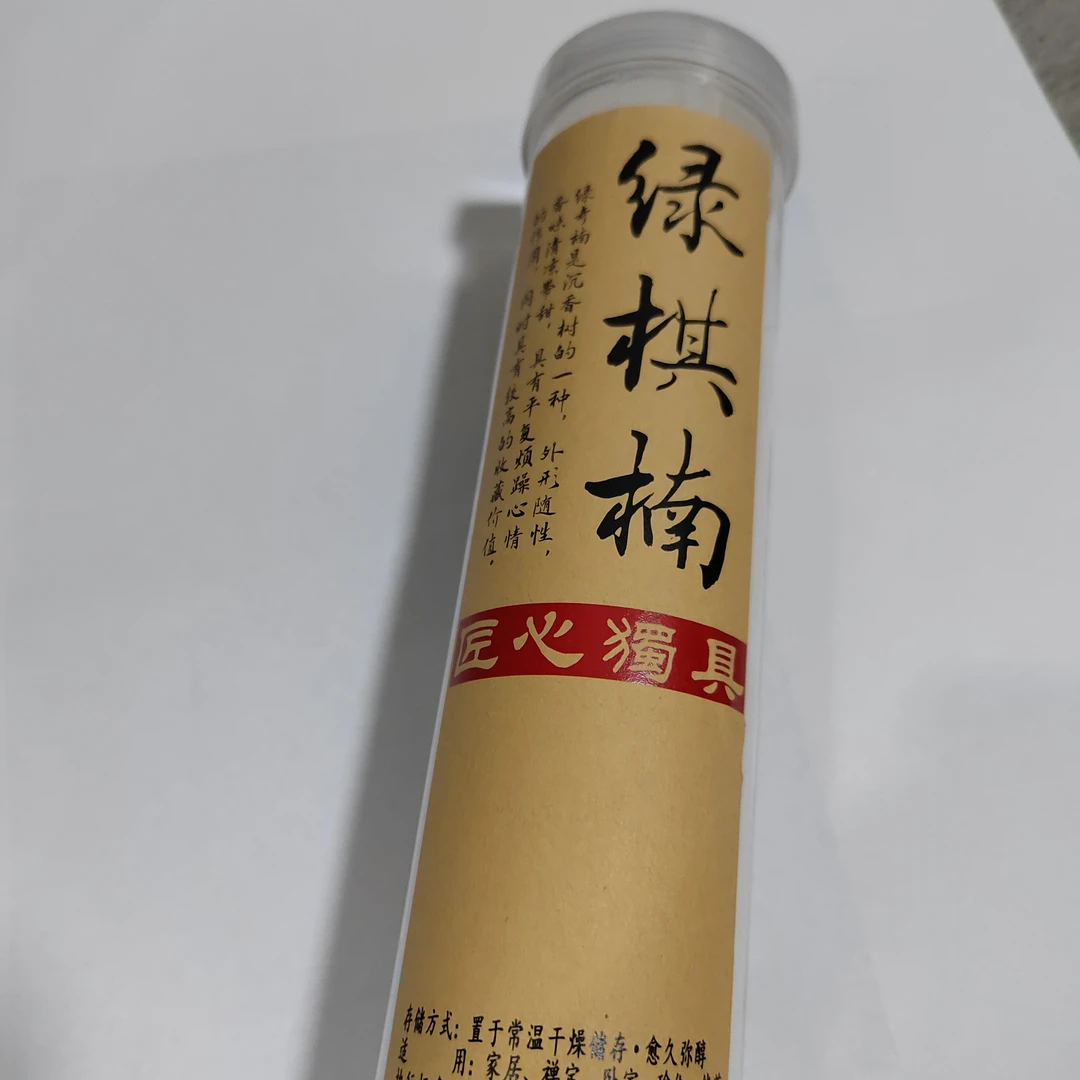 绿棋楠
绿奇楠是沉香树的一种，外形随性，
香味清凉带甜，具有平复烦躁心情
的作用，同时具有较高的收藏价值。
匠心獨具
存储方式：置于常温干燥储存·愈久弥醇
适用：家居、禅室、卧室